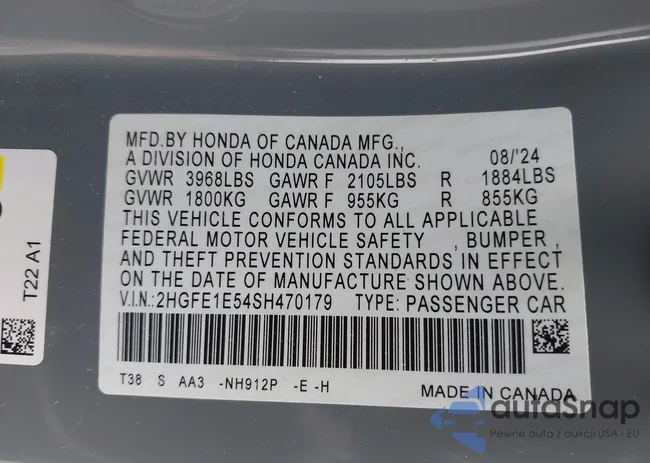 MFD.BY HONDA OF CANADA MFG.,
A DIVISION OF HONDA CANADA INC. 08/'24
GVWR 3968LBS GAWR F 2105LBS R 1884LBS
GVWR 1800KG GAWR F 955KG R 855KG
THIS VEHICLE CONFORMS TO ALL APPLICABLE
FEDERAL MOTOR VEHICLE SAFETY , BUMPER ,
AND THEFT PREVENTION STANDARDS IN EFFECT
ON THE DATE OF MANUFACTURE SHOWN ABOVE.
V.I.N.: 2HGFE1E54SH470179 TYPE: PASSENGER CAR
T38 S AA3 -NH912P -E -H
MADE IN CANADA
T22 A1
autoSnap
Pewne auta z aukcji USA i EU